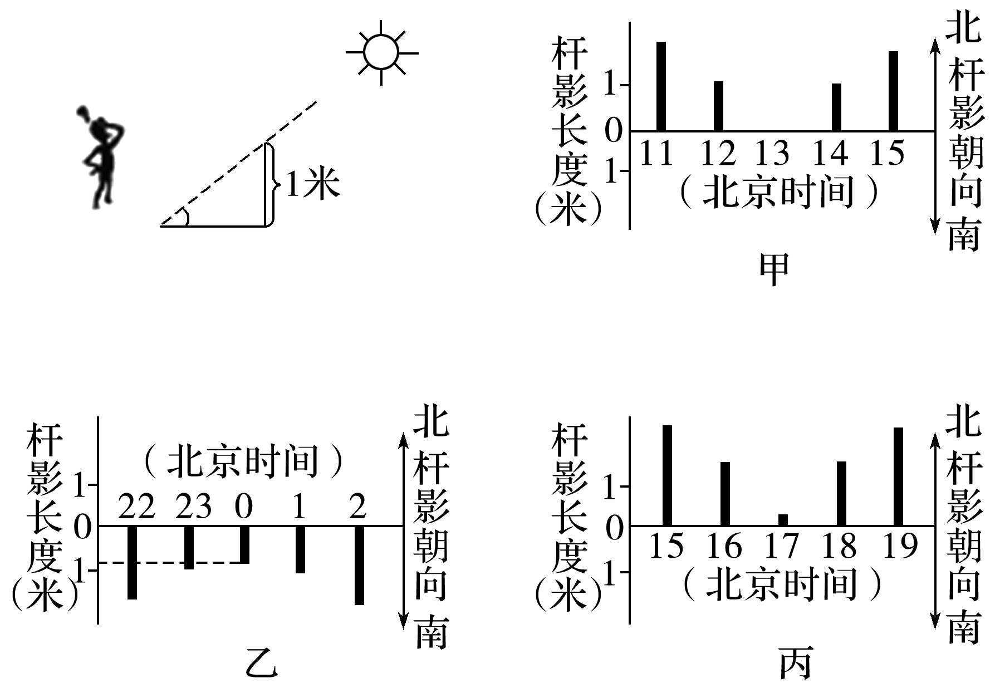 1米
杆影长度(米)
1
0
1
11 12 13 14 15
(北京时间)
北
杆影朝向
南
甲
杆影长度(米)
1
0
1
(北京时间)
22 23 0 1 2
北
杆影朝向
南
乙
杆影长度(米)
1
0
1
15 16 17 18 19
(北京时间)
北
杆影朝向
南
丙